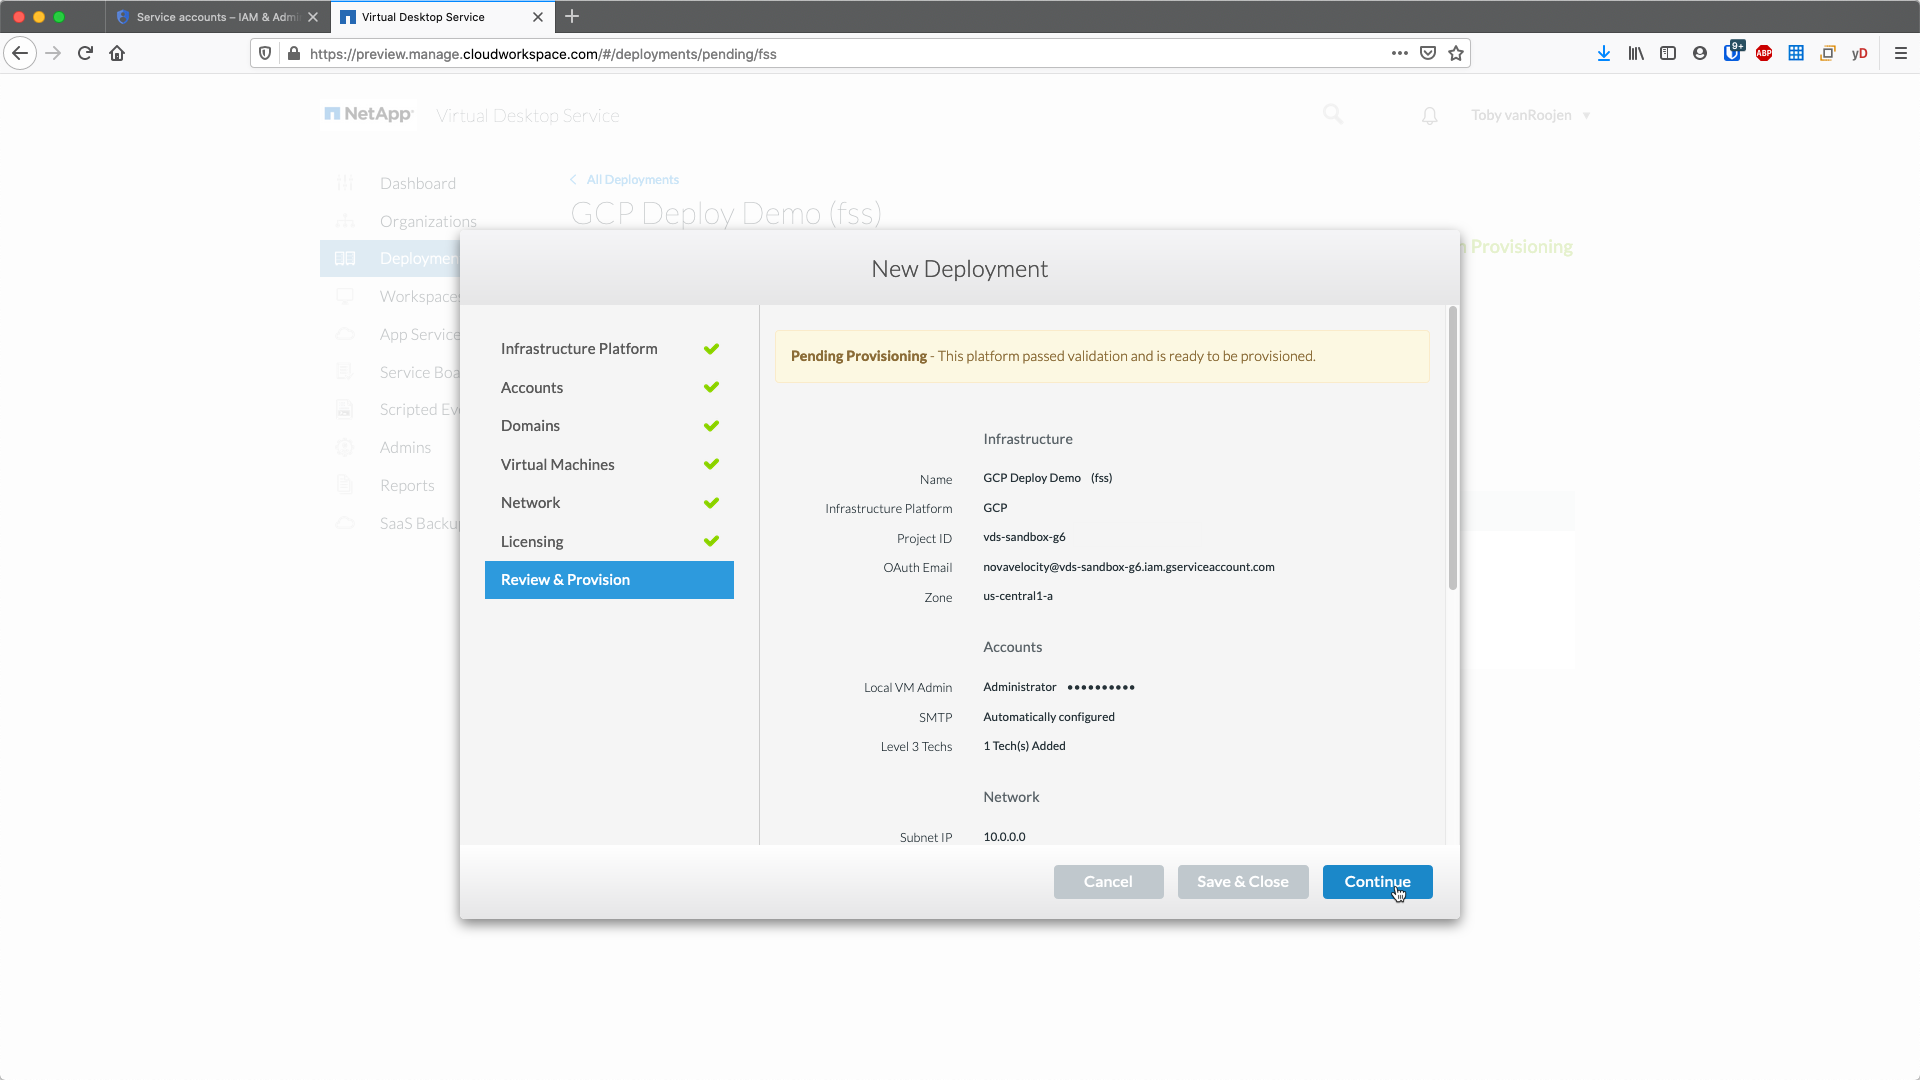 Service accounts – IAM & Admi
Virtual Desktop Service
https://preview.manage.cloudworkspace.com/#/deployments/pending/fss
9+
ABP
yD
NetApp
Virtual Desktop Service
Toby vanRoojen
Dashboard
Organizations
Deploymen
Workspaces
App Service
Service Boa
Scripted Ev
Admins
Reports
SaaS Backu
All Deployments
GCP Deploy Demo (fss)
n Provisioning
New Deployment
Infrastructure Platform
Accounts
Domains
Virtual Machines
Network
Licensing
Review & Provision
Pending Provisioning - This platform passed validation and is ready to be provisioned.
Infrastructure
Name GCP Deploy Demo (fss)
Infrastructure Platform GCP
Project ID vds-sandbox-g6
OAuth Email novavelocity@vds-sandbox-g6.iam.gserviceaccount.com
Zone us-central1-a
Accounts
Local VM Admin Administrator ••••••••••
SMTP Automatically configured
Level 3 Techs 1 Tech(s) Added
Network
Subnet IP 10.0.0.0
Cancel
Save & Close
Continue